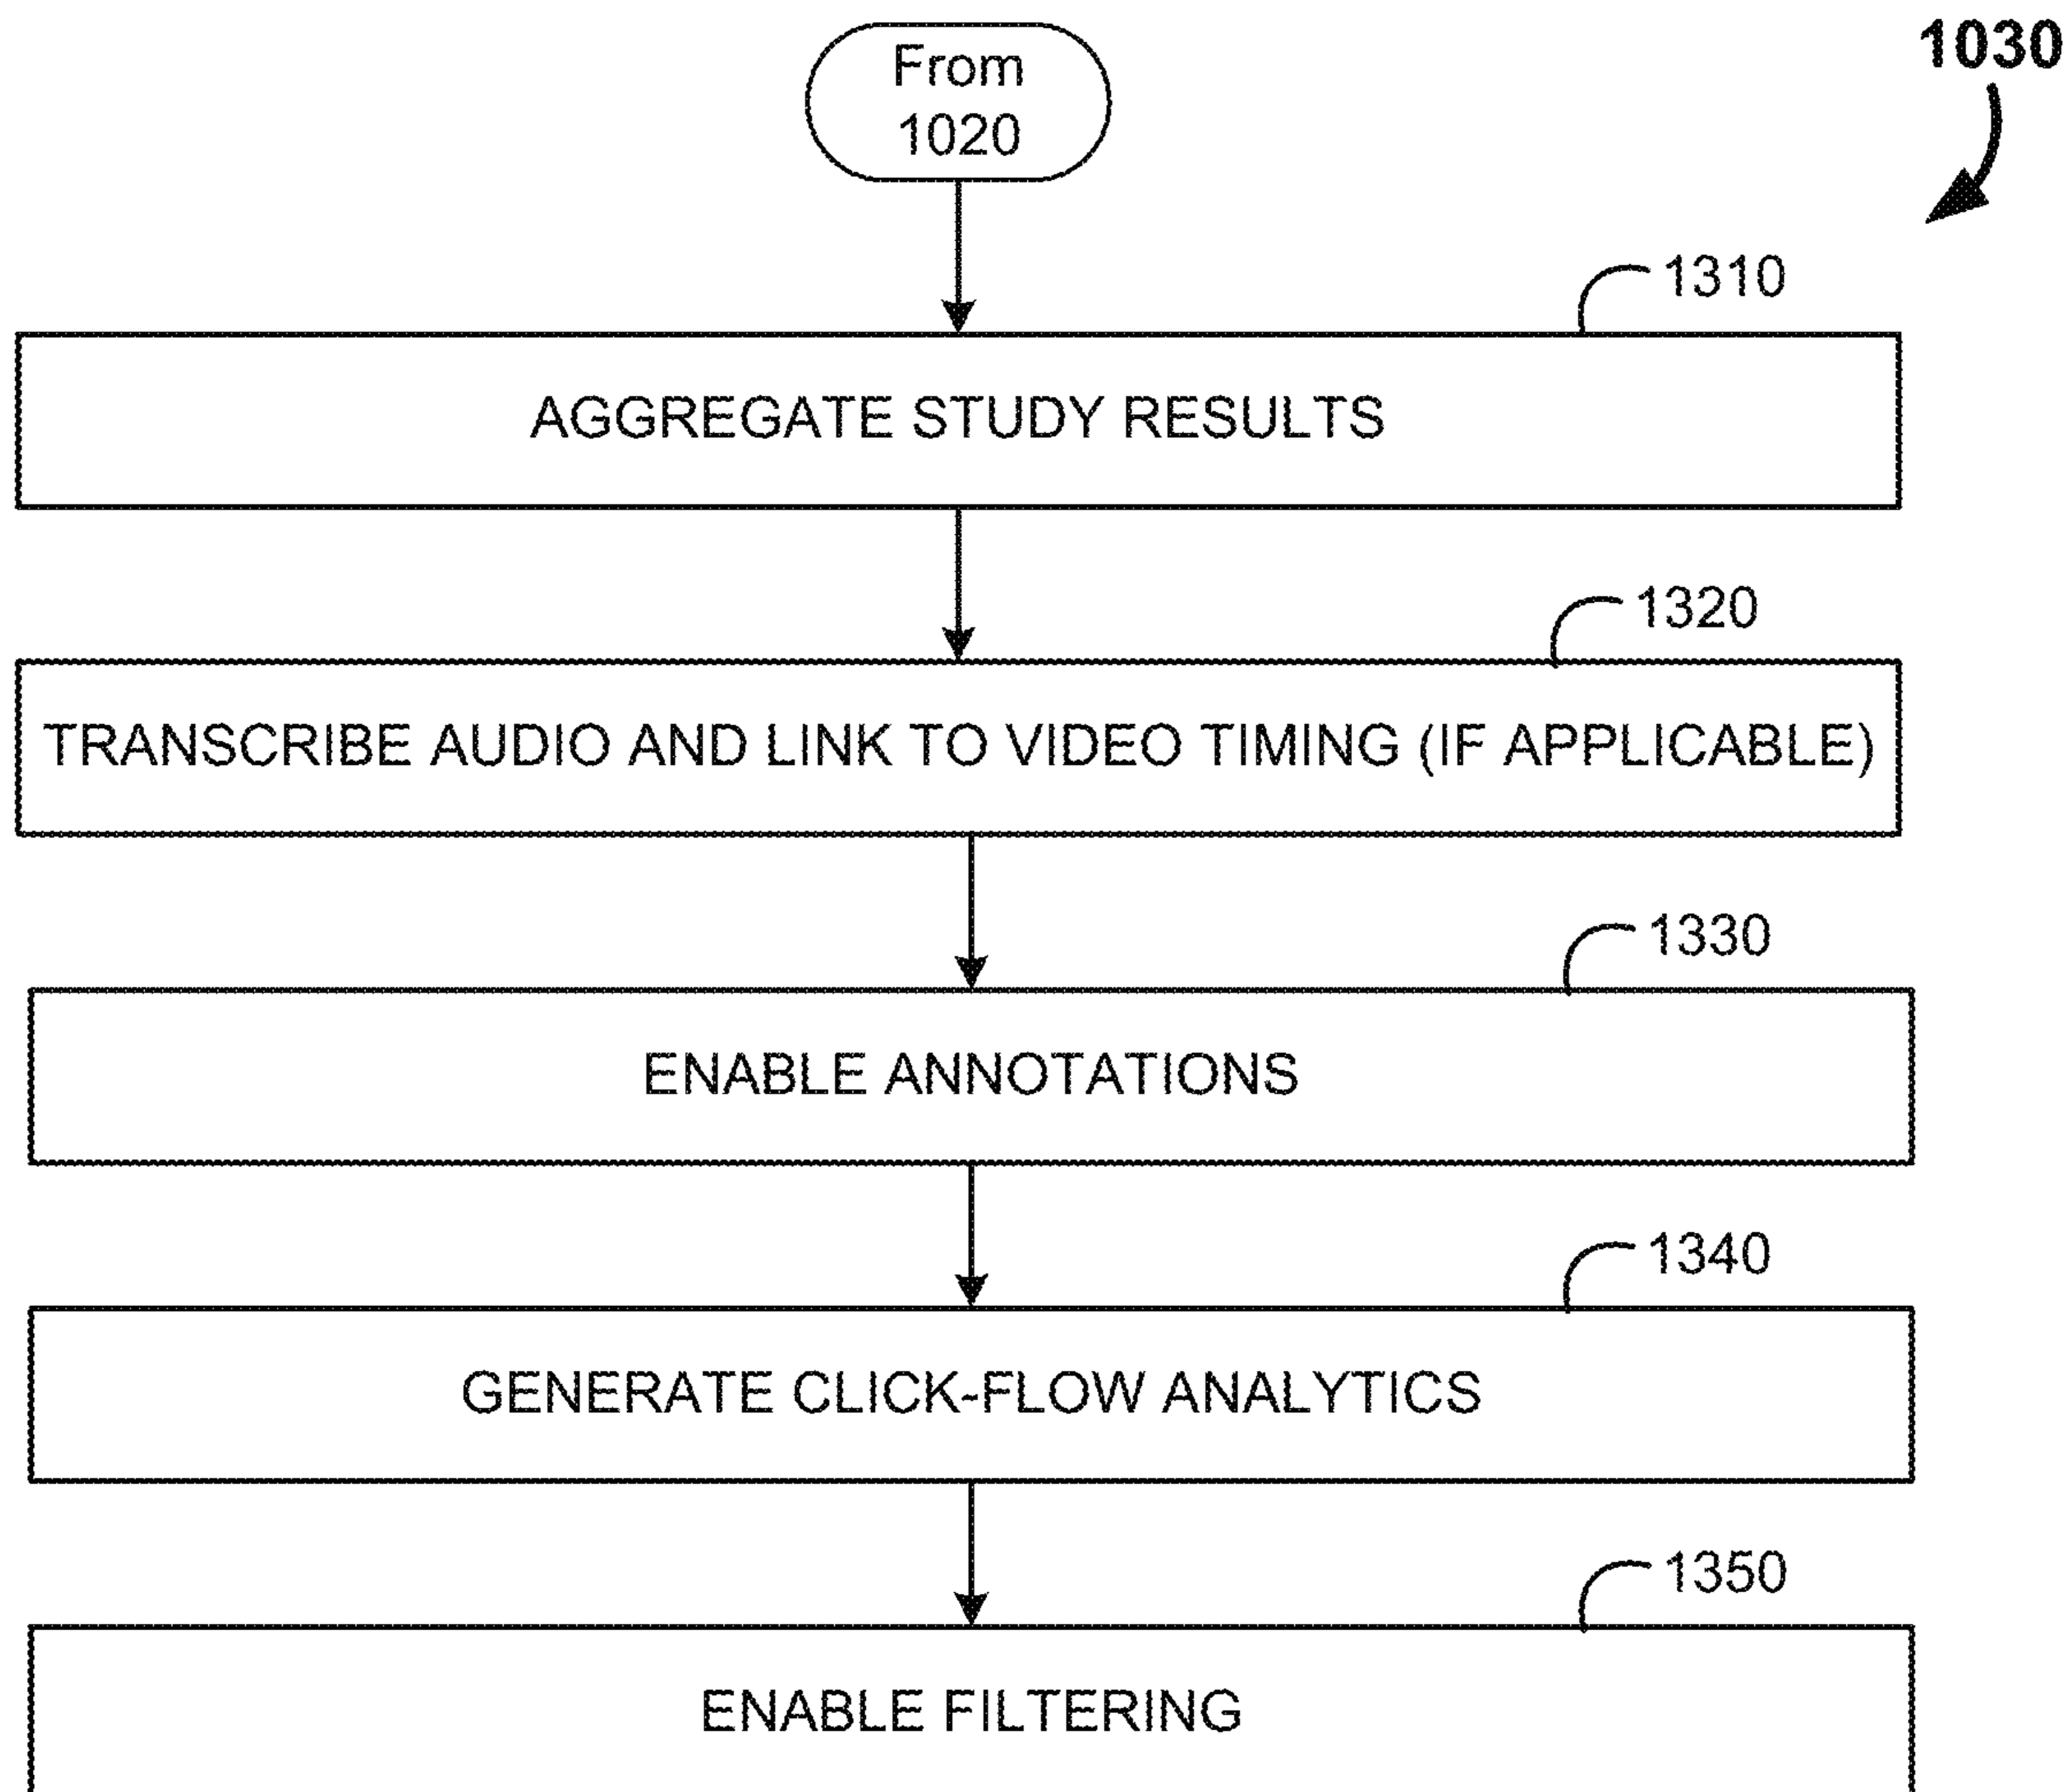 From
1020
1030
1310
AGGREGATE STUDY RESULTS
1320
TRANSCRIBE AUDIO AND LINK TO VIDEO TIMING (IF APPLICABLE)
1330
ENABLE ANNOTATIONS
1340
GENERATE CLICK-FLOW ANALYTICS
1350
ENABLE FILTERING